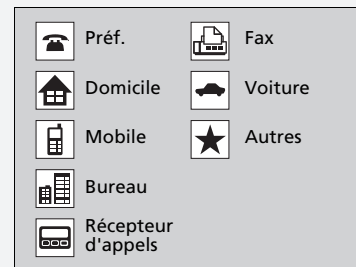 Préf.
Domicile
Mobile
Bureau
Récepteur
d'appels
Fax
Voiture
Autres